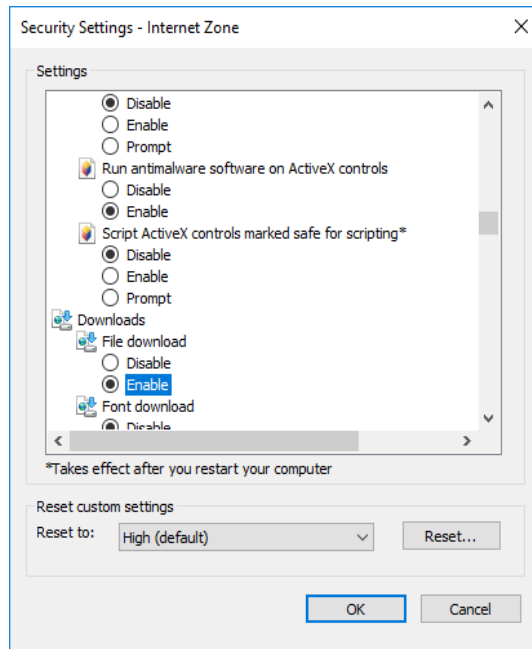 Security Settings - Internet Zone
Settings
Disable
Enable
Prompt
Run antimalware software on ActiveX controls
Disable
Enable
Script ActiveX controls marked safe for scripting*
Disable
Enable
Prompt
Downloads
File download
Disable
Enable
Font download
Disable
*Takes effect after you restart your computer
Reset custom settings
Reset to:
High (default)
Reset...
OK
Cancel